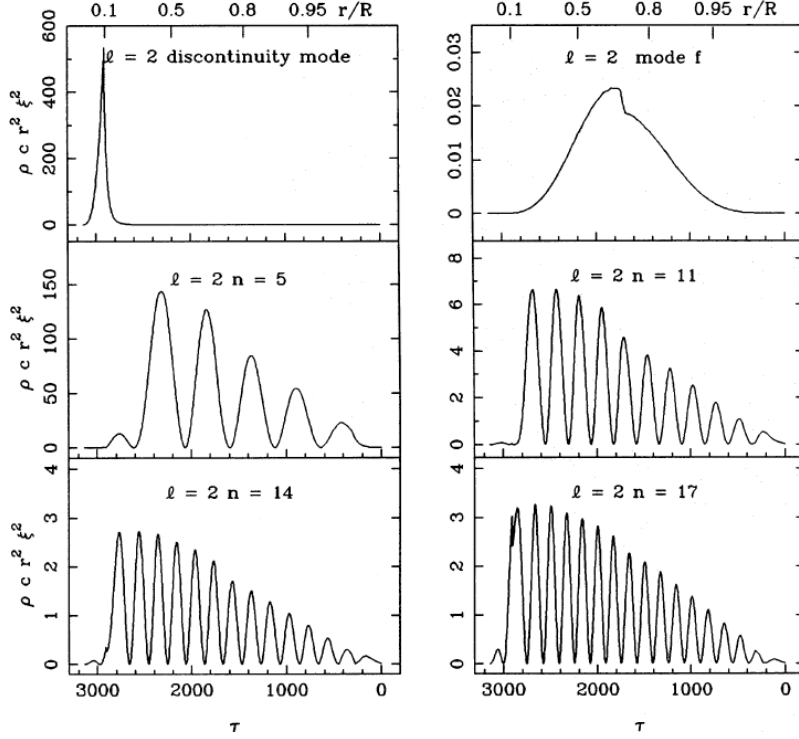 0.1 0.5 0.8 0.95 r/R
0.1 0.5 0.8 0.95 r/R
600
400
200
0
ρ c r² ξ²
ℓ = 2 discontinuity mode
0.03
0.02
0.01
0
ℓ = 2 mode f
150
100
50
0
ρ c r² ξ²
ℓ = 2 n = 5
8
6
4
2
0
ℓ = 2 n = 11
4
3
2
1
0
ρ c r² ξ²
ℓ = 2 n = 14
4
3
2
1
0
ℓ = 2 n = 17
3000 2000 1000 0
3000 2000 1000 0
τ
τ